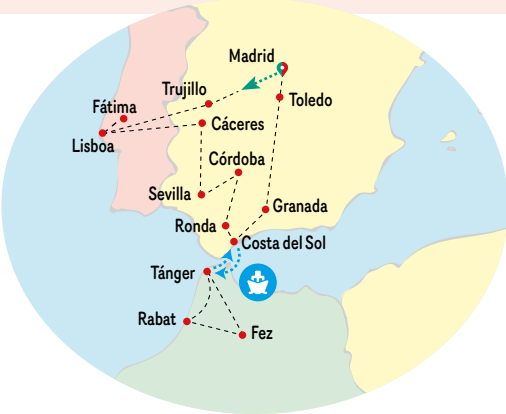 Madrid
Trujillo
Toledo
Fátima
Cáceres
Lisboa
Córdoba
Sevilla
Granada
Ronda
Costa del Sol
Tánger
Rabat
Fez